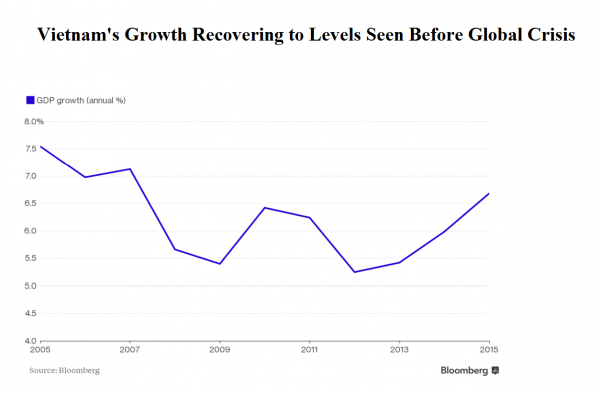 Vietnam's Growth Recovering to Levels Seen Before Global Crisis
GDP growth (annual %)
8.0%
7.5
7.0
6.5
6.0
5.5
5.0
4.5
4.0
2005 2007 2009 2011 2013 2015
Source: Bloomberg
Bloomberg